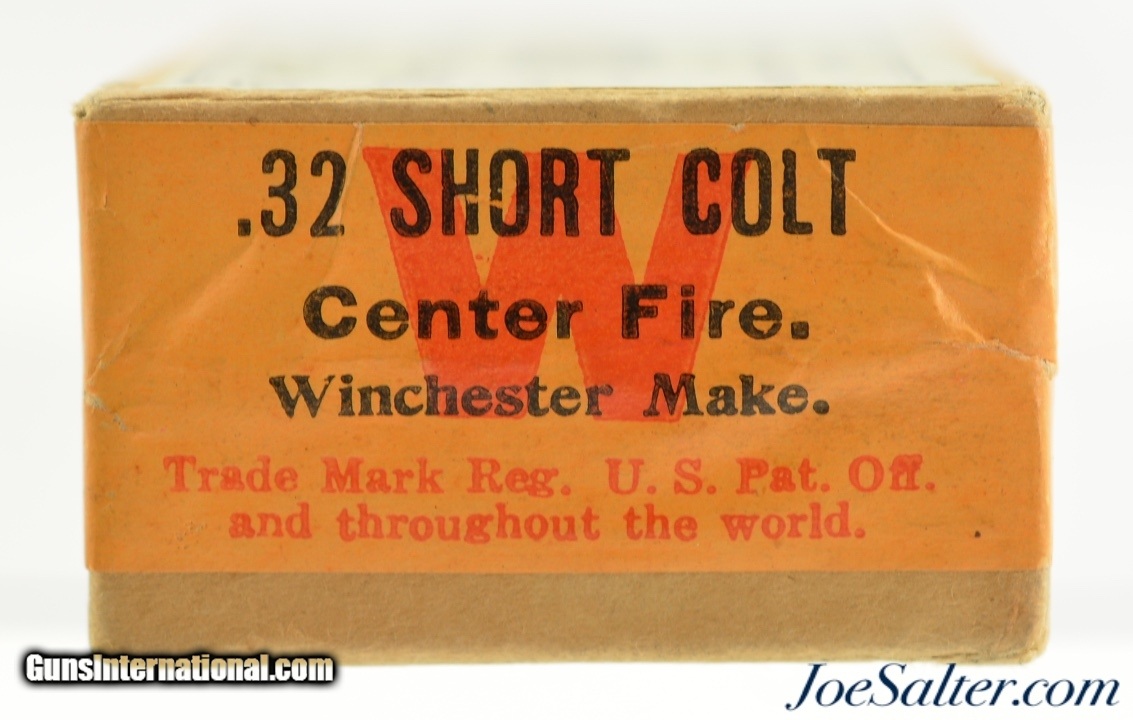 .32 SHORT COLT
W
Center Fire.
Winchester Make.
Trade Mark Reg. U. S. Pat. Off.
and throughout the world.
GunsInternational.com
JoeSalter.com